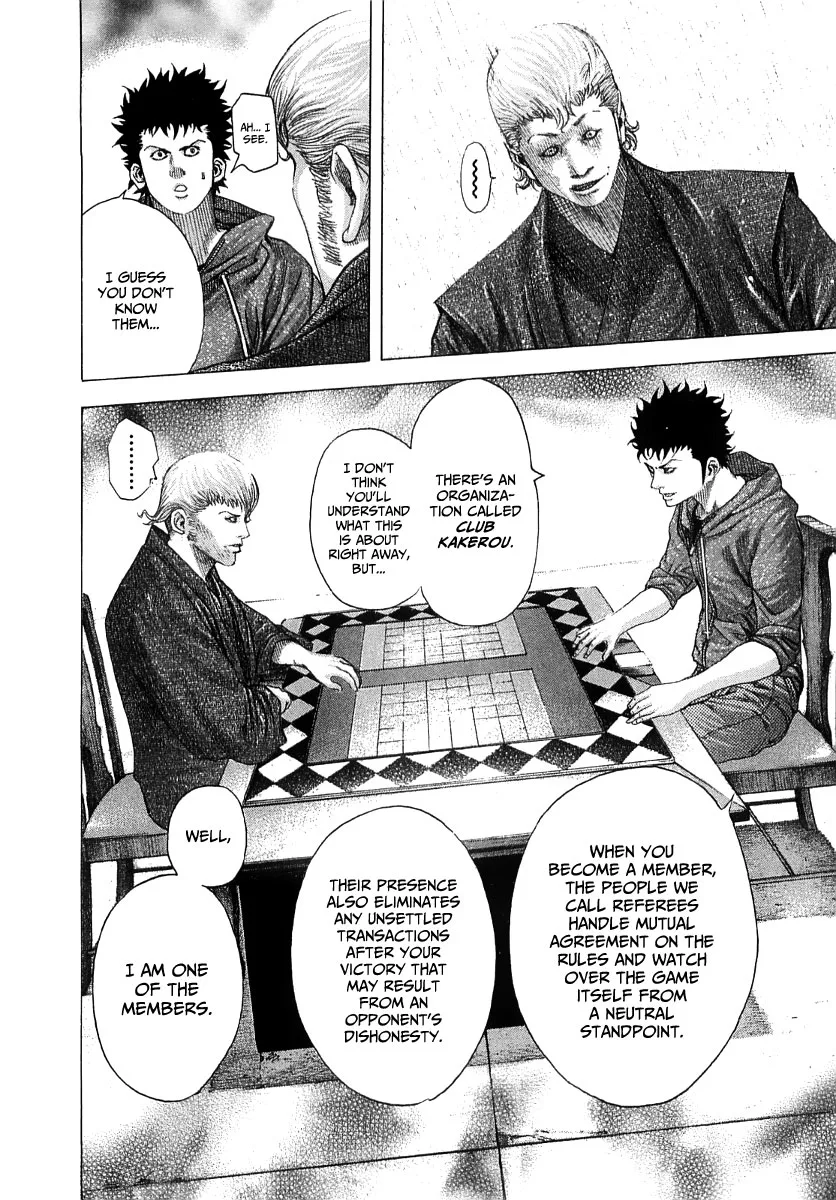 AH... I
SEE.
I GUESS
YOU DON'T
KNOW
THEM...
THERE'S AN
ORGANIZA-
TION CALLED
CLUB
KAKEROU.
I DON'T
THINK
YOU'LL
UNDERSTAND
WHAT THIS
IS ABOUT
RIGHT AWAY,
BUT...
WHEN YOU
BECOME A MEMBER,
THE PEOPLE WE
CALL REFEREES
HANDLE MUTUAL
AGREEMENT ON THE
RULES AND WATCH
OVER THE GAME
ITSELF FROM
A NEUTRAL
STANDPOINT.
THEIR PRESENCE
ALSO ELIMINATES
ANY UNSETTLED
TRANSACTIONS
AFTER YOUR
VICTORY THAT
MAY RESULT
FROM AN
OPPONENT'S
DISHONESTY.
WELL,
I AM ONE
OF THE
MEMBERS.